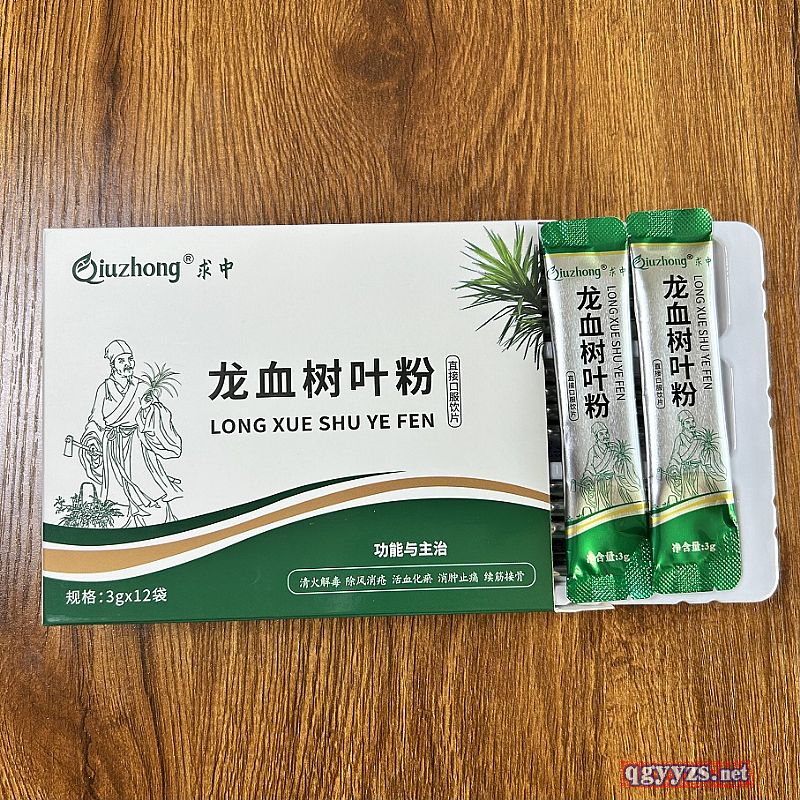 Qiuzhong® 求中
龙血树叶粉
直接口服饮片
LONG XUE SHU YE FEN
功能与主治
清火解毒 除风消疮 活血化瘀 消肿止痛 续筋接骨
规格:3gx12袋
Qiuzhong® 求中
龙血树叶粉
LONG XUE SHU YE FEN
直接口服饮片
净含量:3g
Qiuzhong® 求中
龙血树叶粉
LONG XUE SHU YE FEN
直接口服饮片
净含量:3g
qgyyzs.net